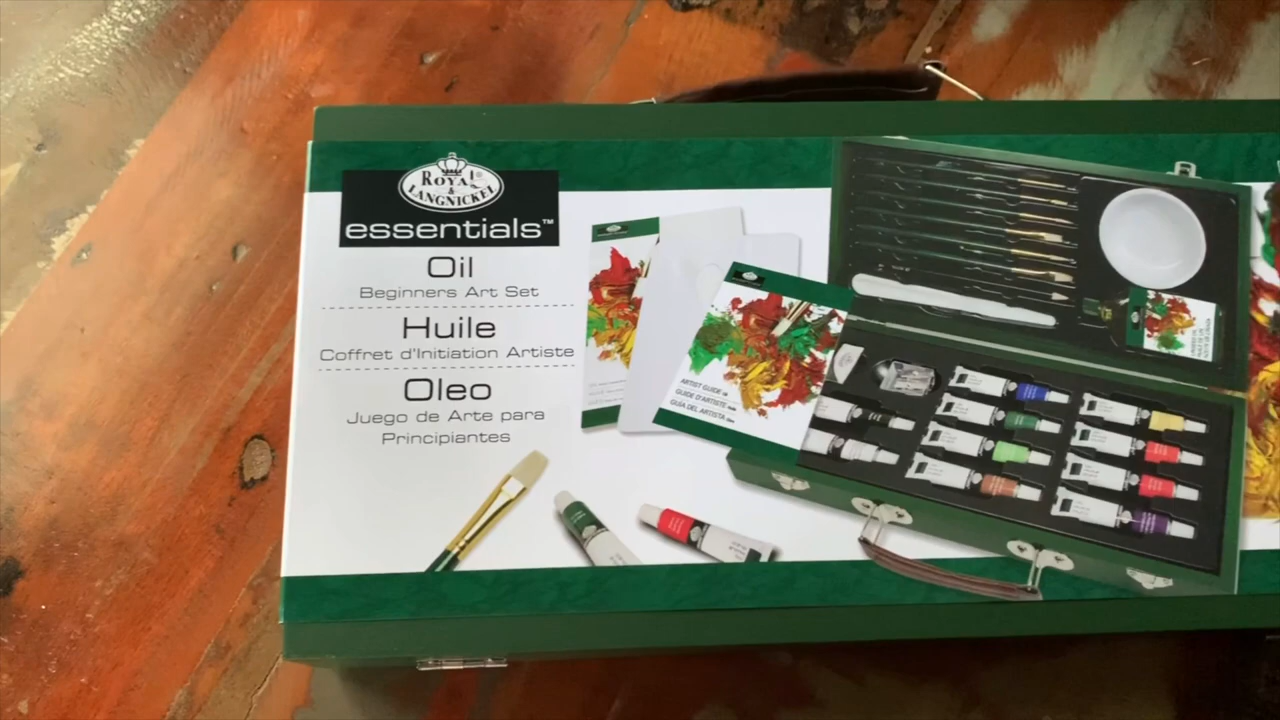 ROYAL®
&
LANGNICKEL
essentials™
Oil
Beginners Art Set
Huile
Coffret d'Initiation Artiste
Oleo
Juego de Arte para
Principiantes
ARTIST GUIDE
GUIDE D'ARTISTE
GUÍA DEL ARTISTA